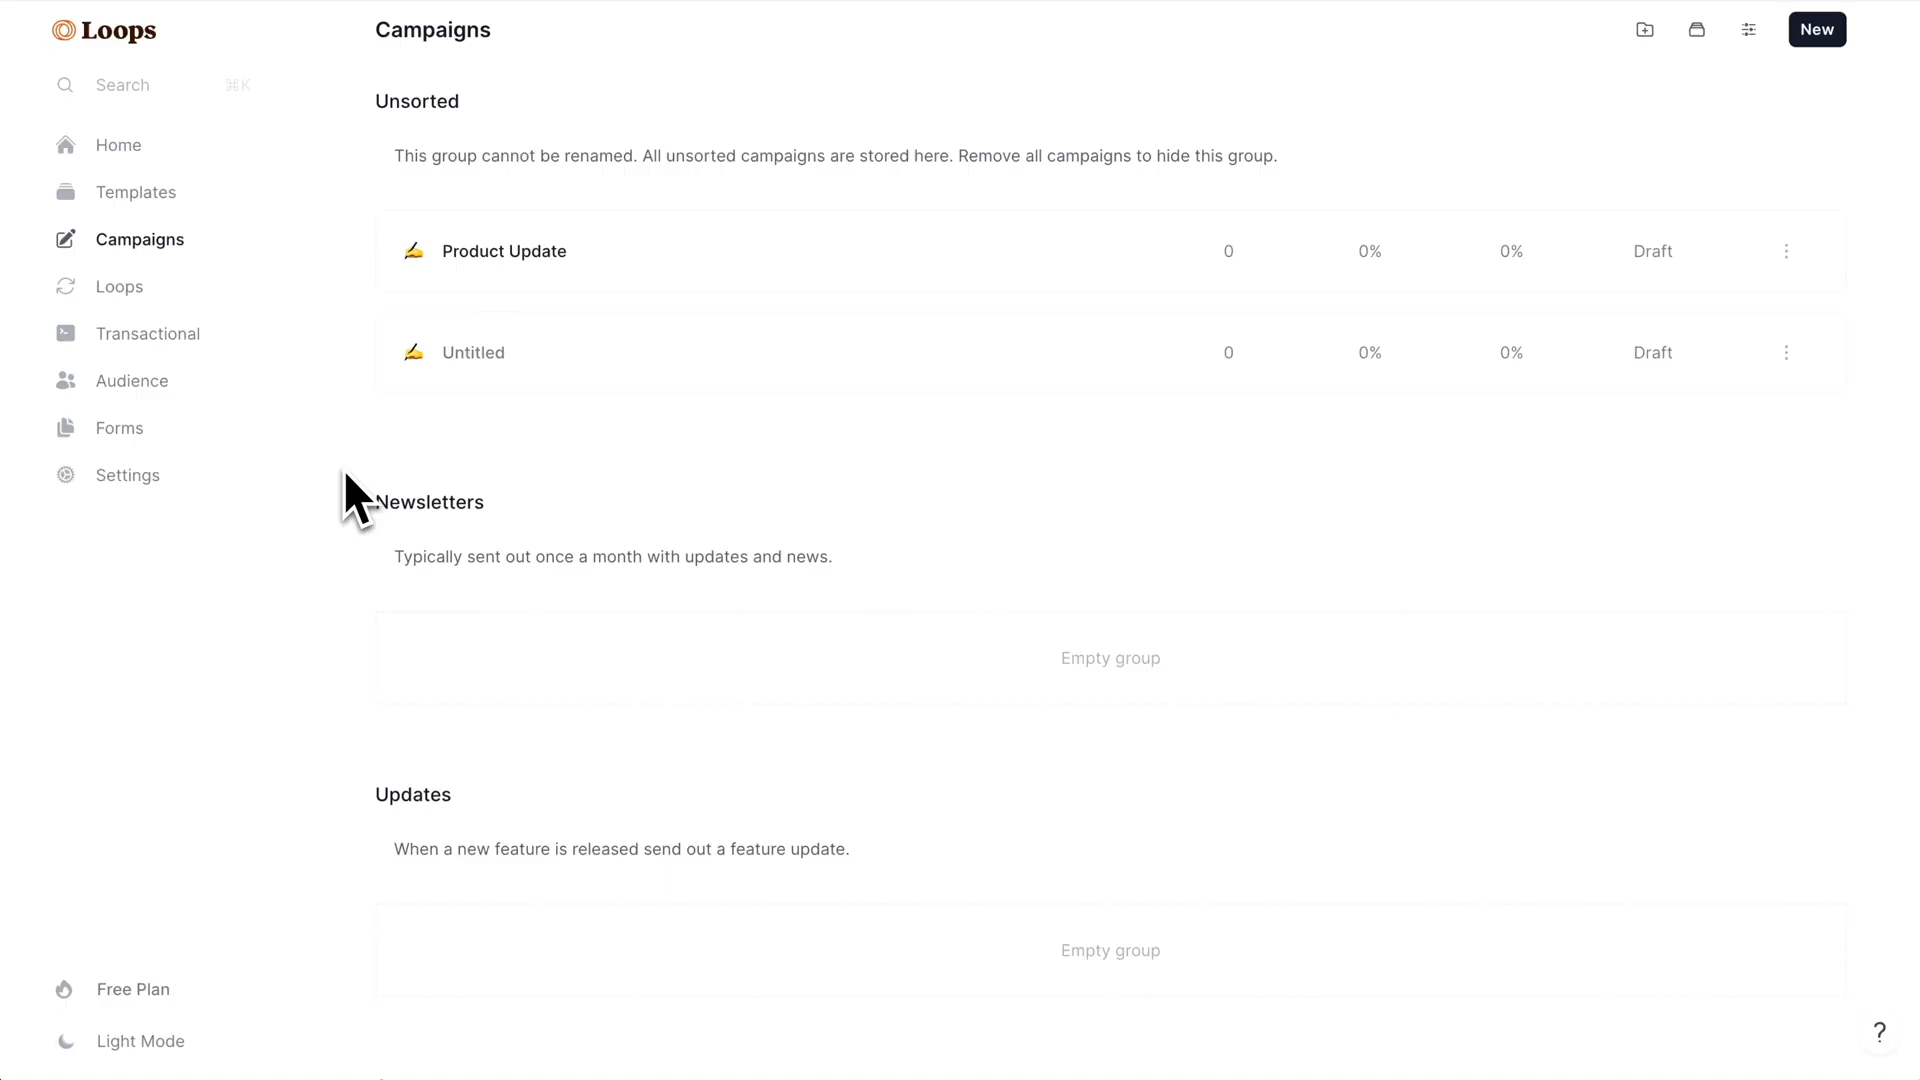 Loops
Campaigns
New
Search ⌘K
Home
Templates
Campaigns
Loops
Transactional
Audience
Forms
Settings
Free Plan
Light Mode
Unsorted
This group cannot be renamed. All unsorted campaigns are stored here. Remove all campaigns to hide this group.
Product Update 0 0% 0% Draft
Untitled 0 0% 0% Draft
Newsletters
Typically sent out once a month with updates and news.
Empty group
Updates
When a new feature is released send out a feature update.
Empty group
?